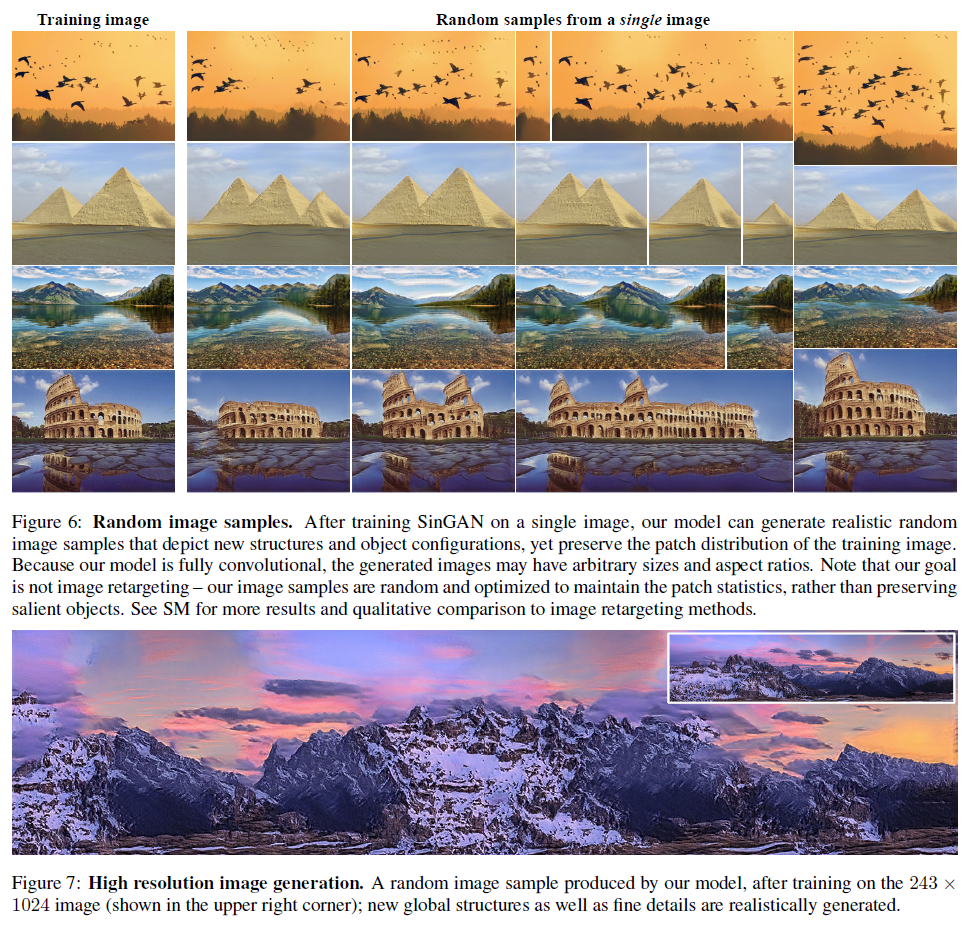 Training image
Random samples from a single image
Figure 6: Random image samples. After training SinGAN on a single image, our model can generate realistic random
image samples that depict new structures and object configurations, yet preserve the patch distribution of the training image.
Because our model is fully convolutional, the generated images may have arbitrary sizes and aspect ratios. Note that our goal
is not image retargeting – our image samples are random and optimized to maintain the patch statistics, rather than preserving
salient objects. See SM for more results and qualitative comparison to image retargeting methods.
Figure 7: High resolution image generation. A random image sample produced by our model, after training on the 243 ×
1024 image (shown in the upper right corner); new global structures as well as fine details are realistically generated.